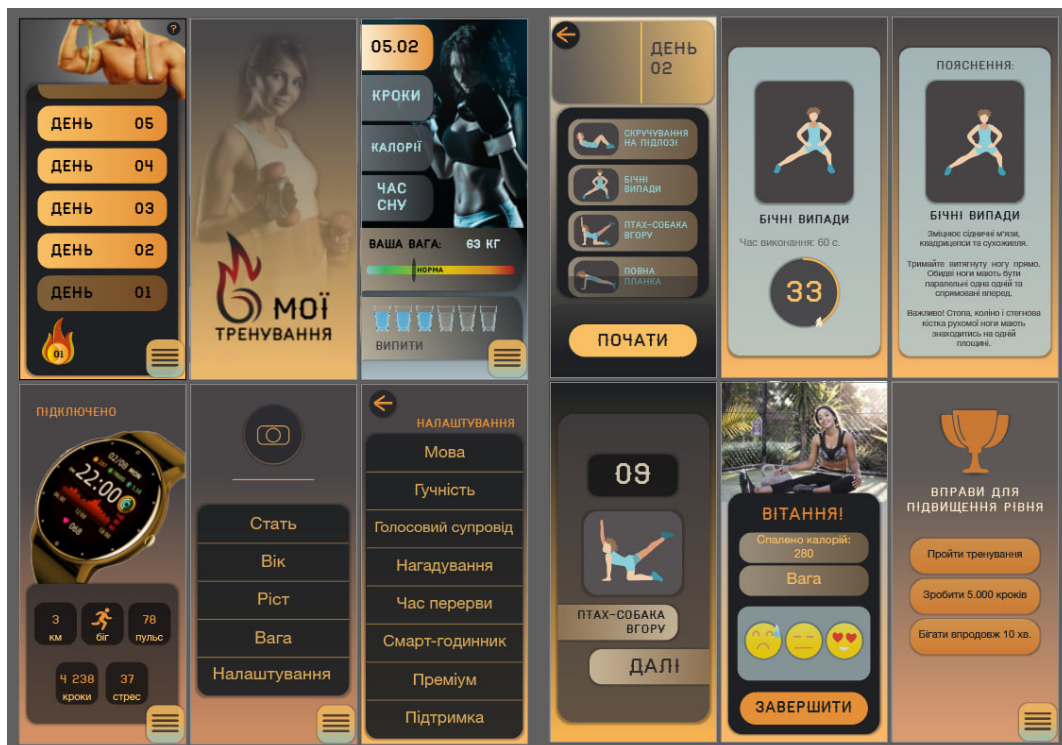 ?
ДЕНЬ 05
ДЕНЬ 04
ДЕНЬ 03
ДЕНЬ 02
ДЕНЬ 01
01
МОЇ
ТРЕНУВАННЯ
05.02
КРОКИ
КАЛОРІЇ
ЧАС
СНУ
ВАША ВАГА: 63 КГ
НОРМА
ВИПИТИ
ДЕНЬ
02
СКРУЧУВАННЯ
НА ПІДЛОЗІ
БІЧНІ
ВИПАДИ
ПТАХ-СОБАКА
ВГОРУ
ПОВНА
ПЛАНКА
ПОЧАТИ
БІЧНІ ВИПАДИ
Час виконання: 60 с.
33
ПОЯСНЕННЯ:
БІЧНІ ВИПАДИ
Зміцнює сідничні м'язи,
квадрицепси та сухожилля.
Тримайте витягнуту ногу прямо.
Обидві ноги мають бути
паралельні одна одній та
спрямовані вперед.
Важливо! Стопа, коліно і стегнова
кістка рухомої ноги мають
знаходитись на одній
площині.
ПІДКЛЮЧЕНО
02/08 MON
22:00
068
3
км
біг
78
пульс
4 238
кроки
37
стрес
Стать
Вік
Ріст
Вага
Налаштування
НАЛАШТУВАННЯ
Мова
Гучність
Голосовий супровід
Нагадування
Час перерви
Смарт-годинник
Преміум
Підтримка
09
ПТАХ-СОБАКА
ВГОРУ
ДАЛІ
ВІТАННЯ!
Спалено калорій:
280
Вага
ЗАВЕРШИТИ
ВПРАВИ ДЛЯ
ПІДВИЩЕННЯ РІВНЯ
Пройти тренування
Зробити 5.000 кроків
Бігати впродовж 10 хв.